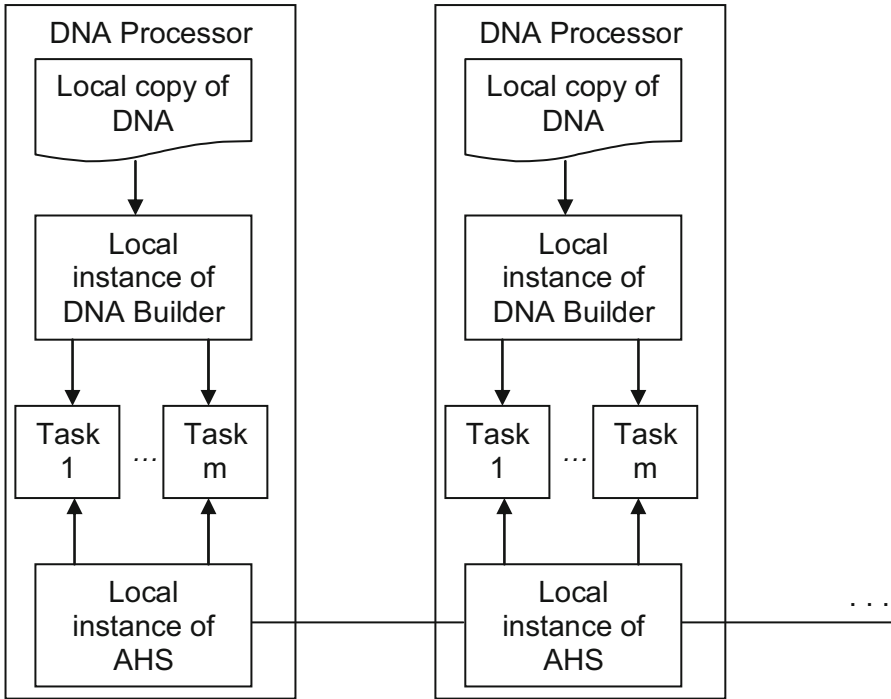 DNA Processor
Local copy of
DNA
Local
instance of
DNA Builder
Task
1
...
Task
m
Local
instance of
AHS
DNA Processor
Local copy of
DNA
Local
instance of
DNA Builder
Task
1
...
Task
m
Local
instance of
AHS
. . .